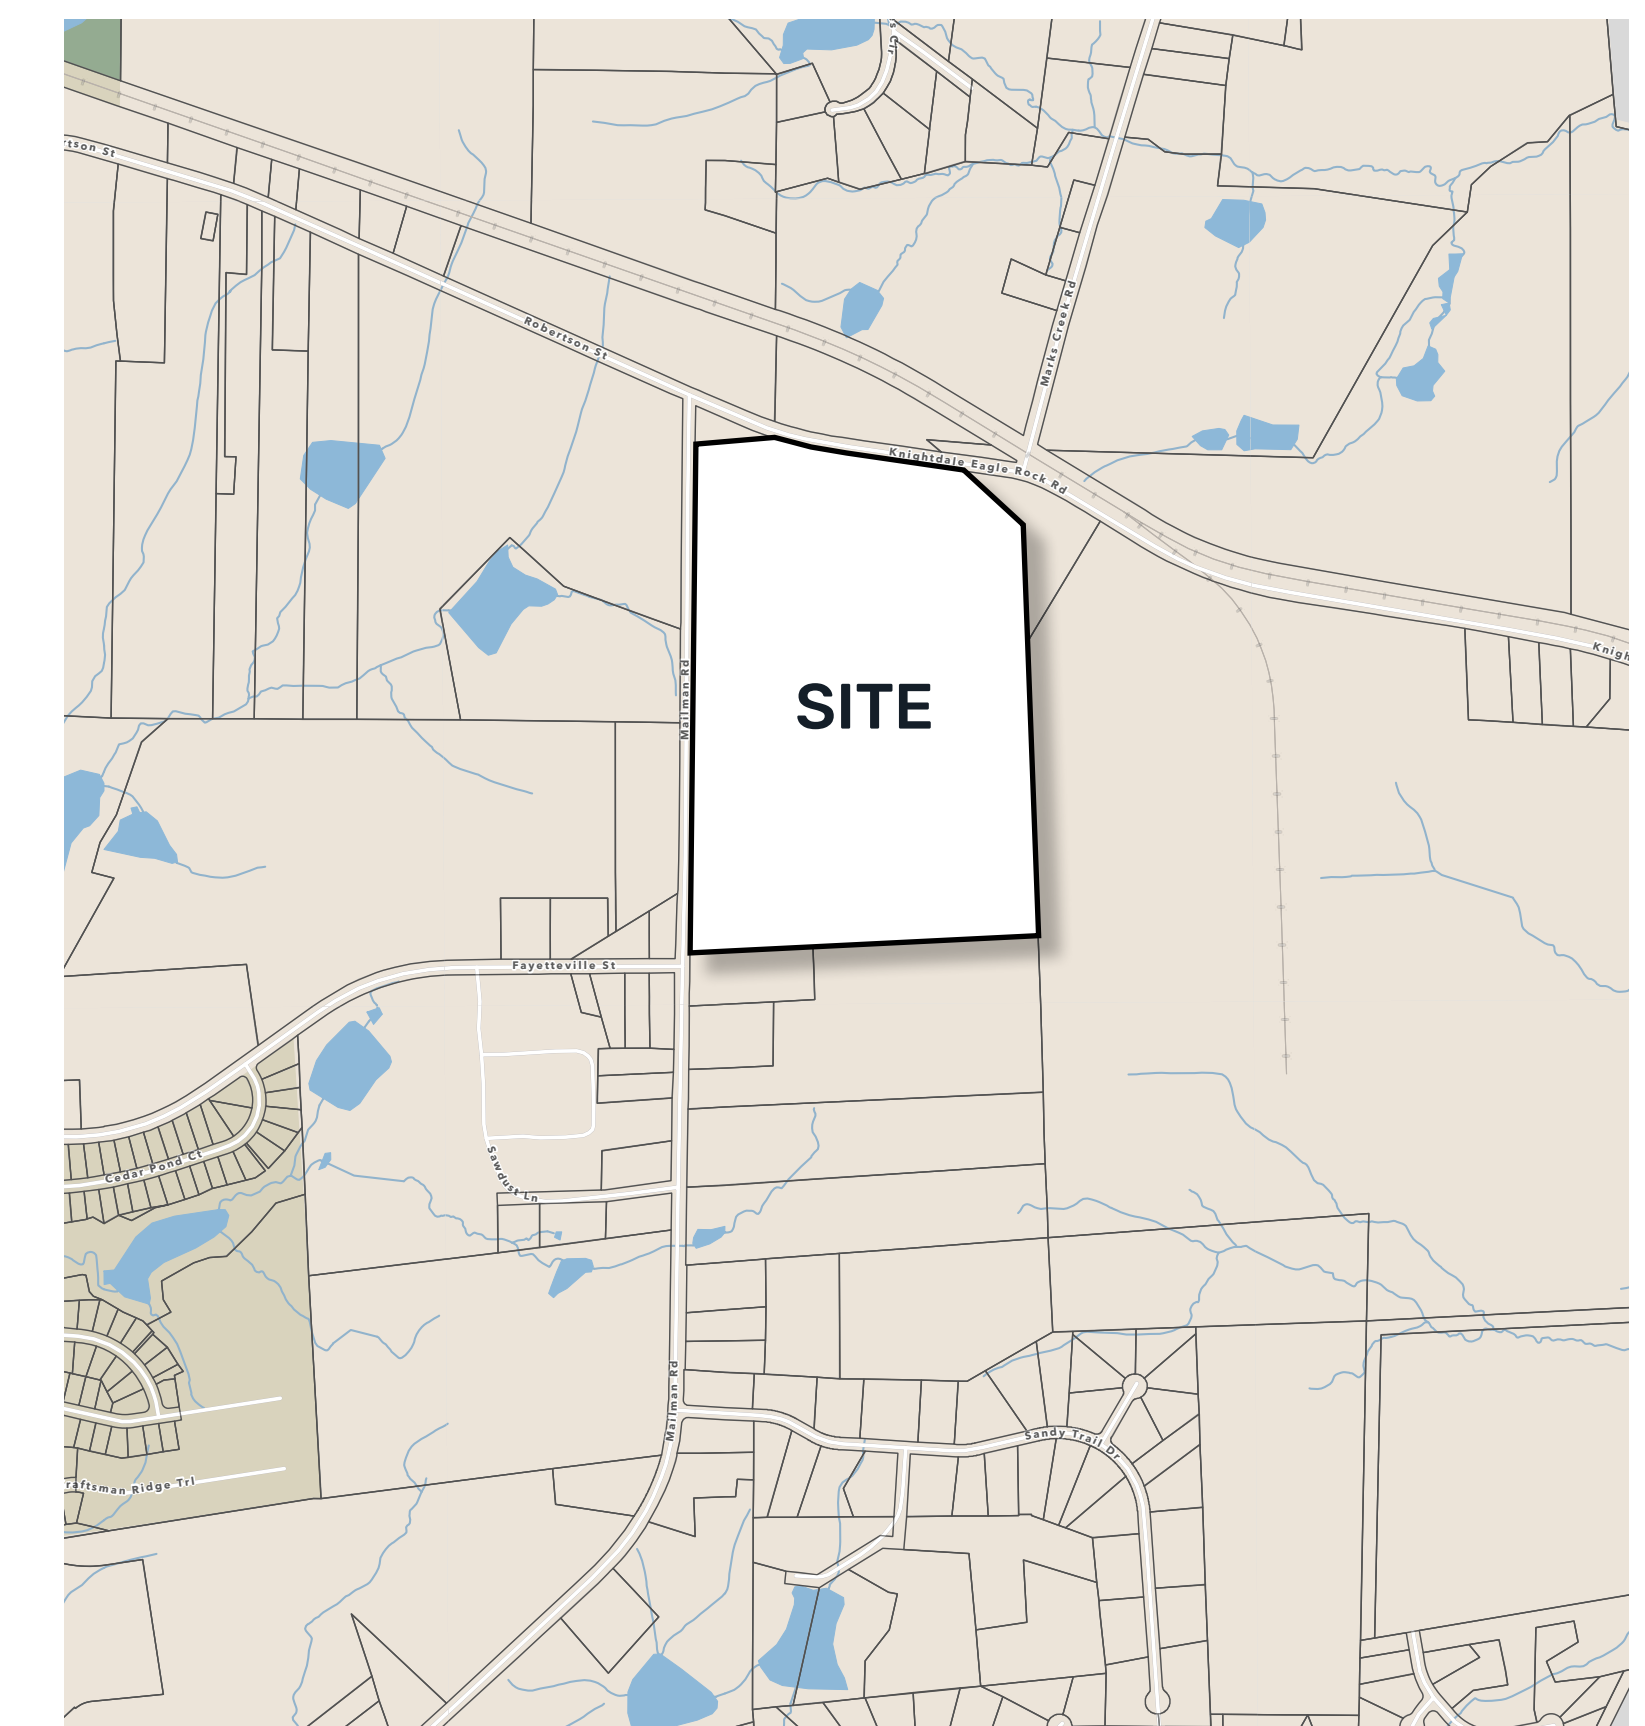 s Cir
rtson St
Robertson St
Marks Creek Rd
Knightdale Eagle Rock Rd
Knigh
Mailman Rd
SITE
Fayetteville St
Cedar Pond Ct
Sawdust Ln
Mailman Rd
Sandy Trail Dr
raftsman Ridge Trl